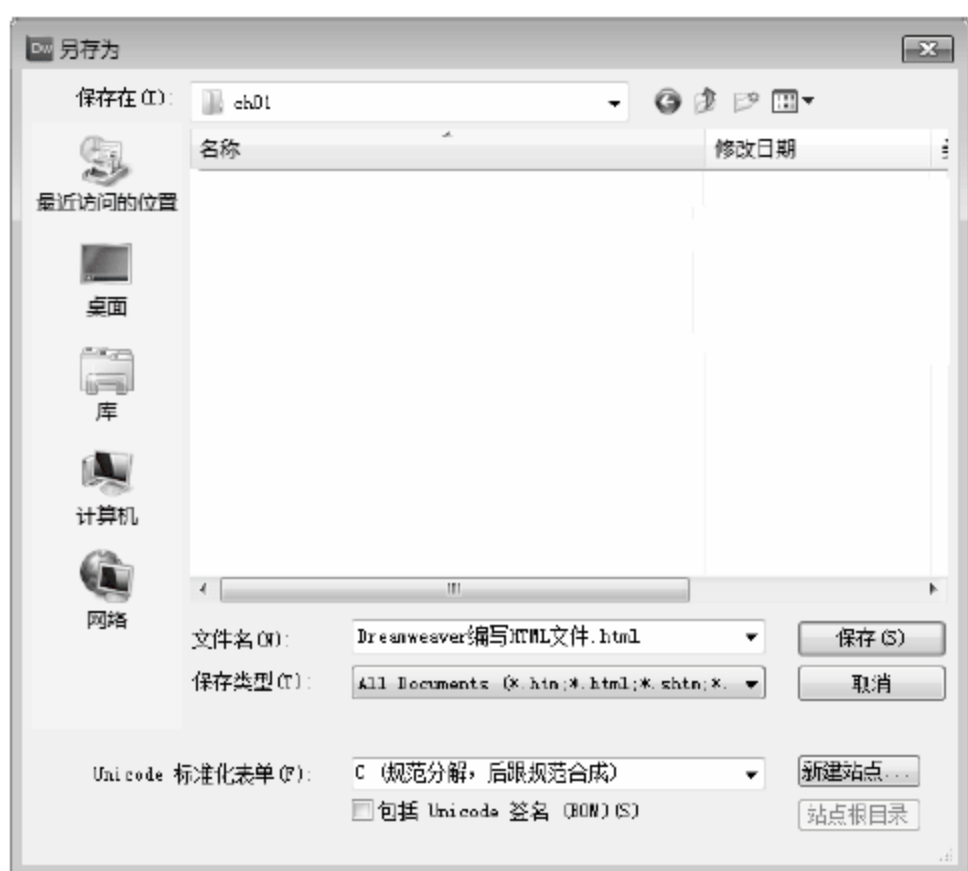 Dw 另存为
保存在(I): ch01
名称 修改日期
最近访问的位置
桌面
库
计算机
网络
文件名(N): Dreamweaver编写HTML文件.html 保存(S)
保存类型(T): All Documents (*.htm;*.html;*.shtm;*. 取消
Unicode 标准化表单(F): C (规范分解，后跟规范合成) 新建站点...
包括 Unicode 签名 (BOM)(S) 站点根目录